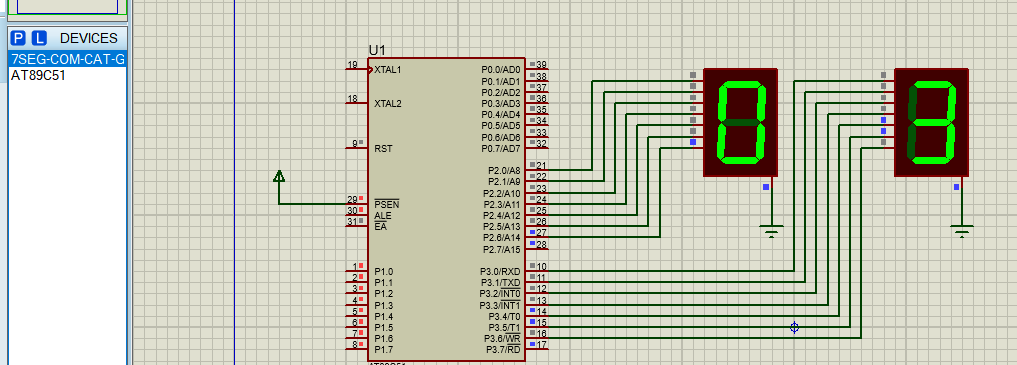 P L DEVICES
7SEG-COM-CAT-G
AT89C51
U1
19 XTAL1
18 XTAL2
9 RST
29 PSEN
30 ALE
31 EA
1 P1.0
2 P1.1
3 P1.2
4 P1.3
5 P1.4
6 P1.5
7 P1.6
8 P1.7
P0.0/AD0 39
P0.1/AD1 38
P0.2/AD2 37
P0.3/AD3 36
P0.4/AD4 35
P0.5/AD5 34
P0.6/AD6 33
P0.7/AD7 32
P2.0/A8 21
P2.1/A9 22
P2.2/A10 23
P2.3/A11 24
P2.4/A12 25
P2.5/A13 26
P2.6/A14 27
P2.7/A15 28
P3.0/RXD 10
P3.1/TXD 11
P3.2/INT0 12
P3.3/INT1 13
P3.4/T0 14
P3.5/T1 15
P3.6/WR 16
P3.7/RD 17
AT89C51
0 3